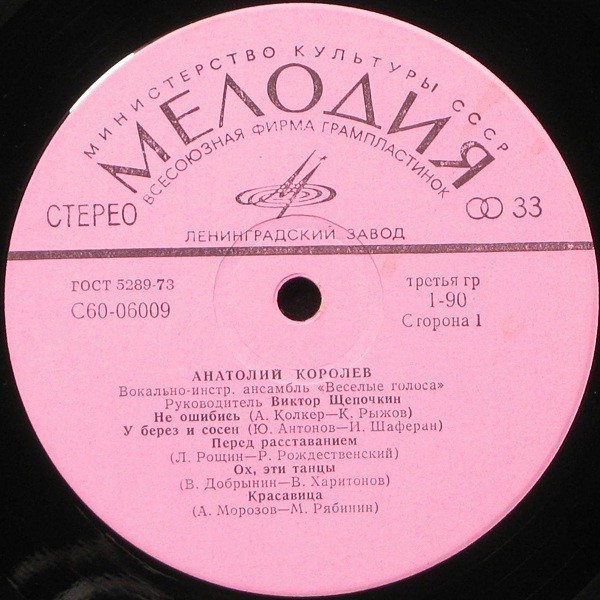 МИНИСТЕРСТВО КУЛЬТУРЫ СССР
МЕЛОДИЯ
ВСЕСОЮЗНАЯ ФИРМА ГРАМПЛАСТИНОК
СТЕРЕО
33
ЛЕНИНГРАДСКИЙ ЗАВОД
ГОСТ 5289-73
третья гр
С60-06009
1-90
Сторона 1
АНАТОЛИЙ КОРОЛЕВ
Вокально-инстр. ансамбль «Веселые голоса»
Руководитель Виктор Щепочкин
Не ошибись (А. Колкер—К. Рыжов)
У берез и сосен (Ю. Антонов—И. Шаферан)
Перед расставанием
(Л. Рощин—Р. Рождественский)
Ох, эти танцы
(В. Добрынин—В. Харитонов)
Красавица
(А. Морозов—М. Рябинин)